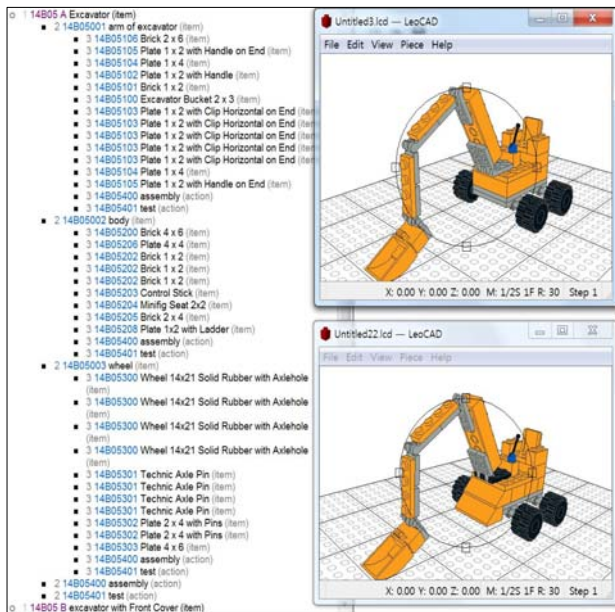 1 14B05 A Excavator (item)
2 14B05001 arm of excavator (item)
3 14B05106 Brick 2 x 6 (item)
3 14B05105 Plate 1 x 2 with Handle on End (item)
3 14B05104 Plate 1 x 4 (item)
3 14B05102 Plate 1 x 2 with Handle (item)
3 14B05101 Brick 1 x 2 (item)
3 14B05100 Excavator Bucket 2 x 3 (item)
3 14B05103 Plate 1 x 2 with Clip Horizontal on End (item
3 14B05103 Plate 1 x 2 with Clip Horizontal on End (item
3 14B05103 Plate 1 x 2 with Clip Horizontal on End (item
3 14B05103 Plate 1 x 2 with Clip Horizontal on End (item
3 14B05103 Plate 1 x 2 with Clip Horizontal on End (item
3 14B05104 Plate 1 x 4 (item)
3 14B05105 Plate 1 x 2 with Handle on End (item)
3 14B05400 assembly (action)
3 14B05401 test (action)
2 14B05002 body (item)
3 14B05200 Brick 4 x 6 (item)
3 14B05206 Plate 4 x 4 (item)
3 14B05202 Brick 1 x 2 (item)
3 14B05202 Brick 1 x 2 (item)
3 14B05202 Brick 1 x 2 (item)
3 14B05203 Control Stick (item)
3 14B05204 Minifig Seat 2x2 (item)
3 14B05205 Brick 2 x 4 (item)
3 14B05208 Plate 1x2 with Ladder (item)
3 14B05400 assembly (action)
3 14B05401 test (action)
2 14B05003 wheel (item)
3 14B05300 Wheel 14x21 Solid Rubber with Axlehole
(item)
3 14B05300 Wheel 14x21 Solid Rubber with Axlehole
(item)
3 14B05300 Wheel 14x21 Solid Rubber with Axlehole
(item)
3 14B05300 Wheel 14x21 Solid Rubber with Axlehole
(item)
3 14B05301 Technic Axle Pin (item)
3 14B05301 Technic Axle Pin (item)
3 14B05301 Technic Axle Pin (item)
3 14B05301 Technic Axle Pin (item)
3 14B05302 Plate 2 x 4 with Pins (item)
3 14B05302 Plate 2 x 4 with Pins (item)
3 14B05303 Plate 4 x 6 (item)
3 14B05400 assembly (action)
3 14B05401 test (action)
2 14B05400 assembly (action)
2 14B05401 test (action)
1 14B05 B excavator with Front Cover (item)
Untitled3.lcd — LeoCAD
File Edit View Piece Help
X: 0.00 Y: 0.00 Z: 0.00 M: 1/2S 1F R: 30 Step 1
Untitled22.lcd — LeoCAD
File Edit View Piece Help
X: 0.00 Y: 0.00 Z: 0.00 M: 1/2S 1F R: 30 Step 1